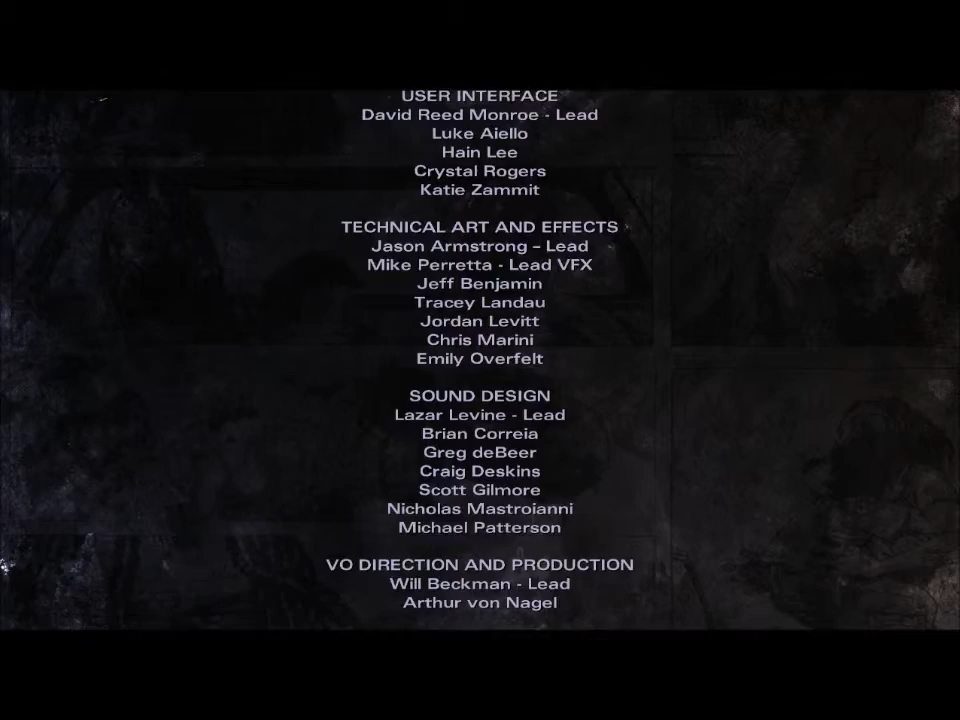 USER INTERFACE
David Reed Monroe - Lead
Luke Aiello
Hain Lee
Crystal Rogers
Katie Zammit
TECHNICAL ART AND EFFECTS
Jason Armstrong – Lead
Mike Perretta - Lead VFX
Jeff Benjamin
Tracey Landau
Jordan Levitt
Chris Marini
Emily Overfelt
SOUND DESIGN
Lazar Levine - Lead
Brian Correia
Greg deBeer
Craig Deskins
Scott Gilmore
Nicholas Mastroianni
Michael Patterson
VO DIRECTION AND PRODUCTION
Will Beckman - Lead
Arthur von Nagel